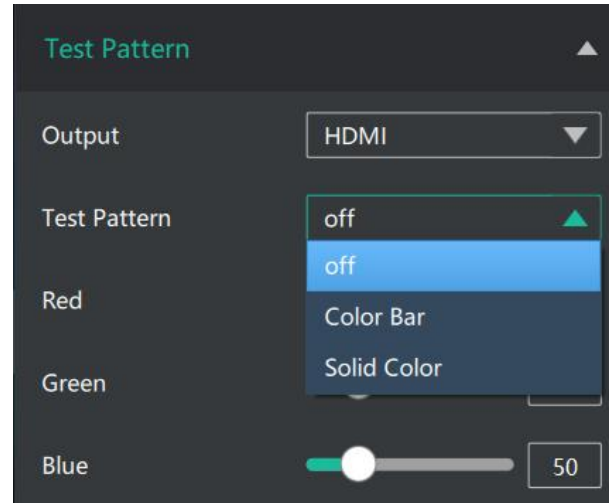 Test Pattern
Output HDMI
Test Pattern off
off
Red
Color Bar
Solid Color
Green
Blue 50